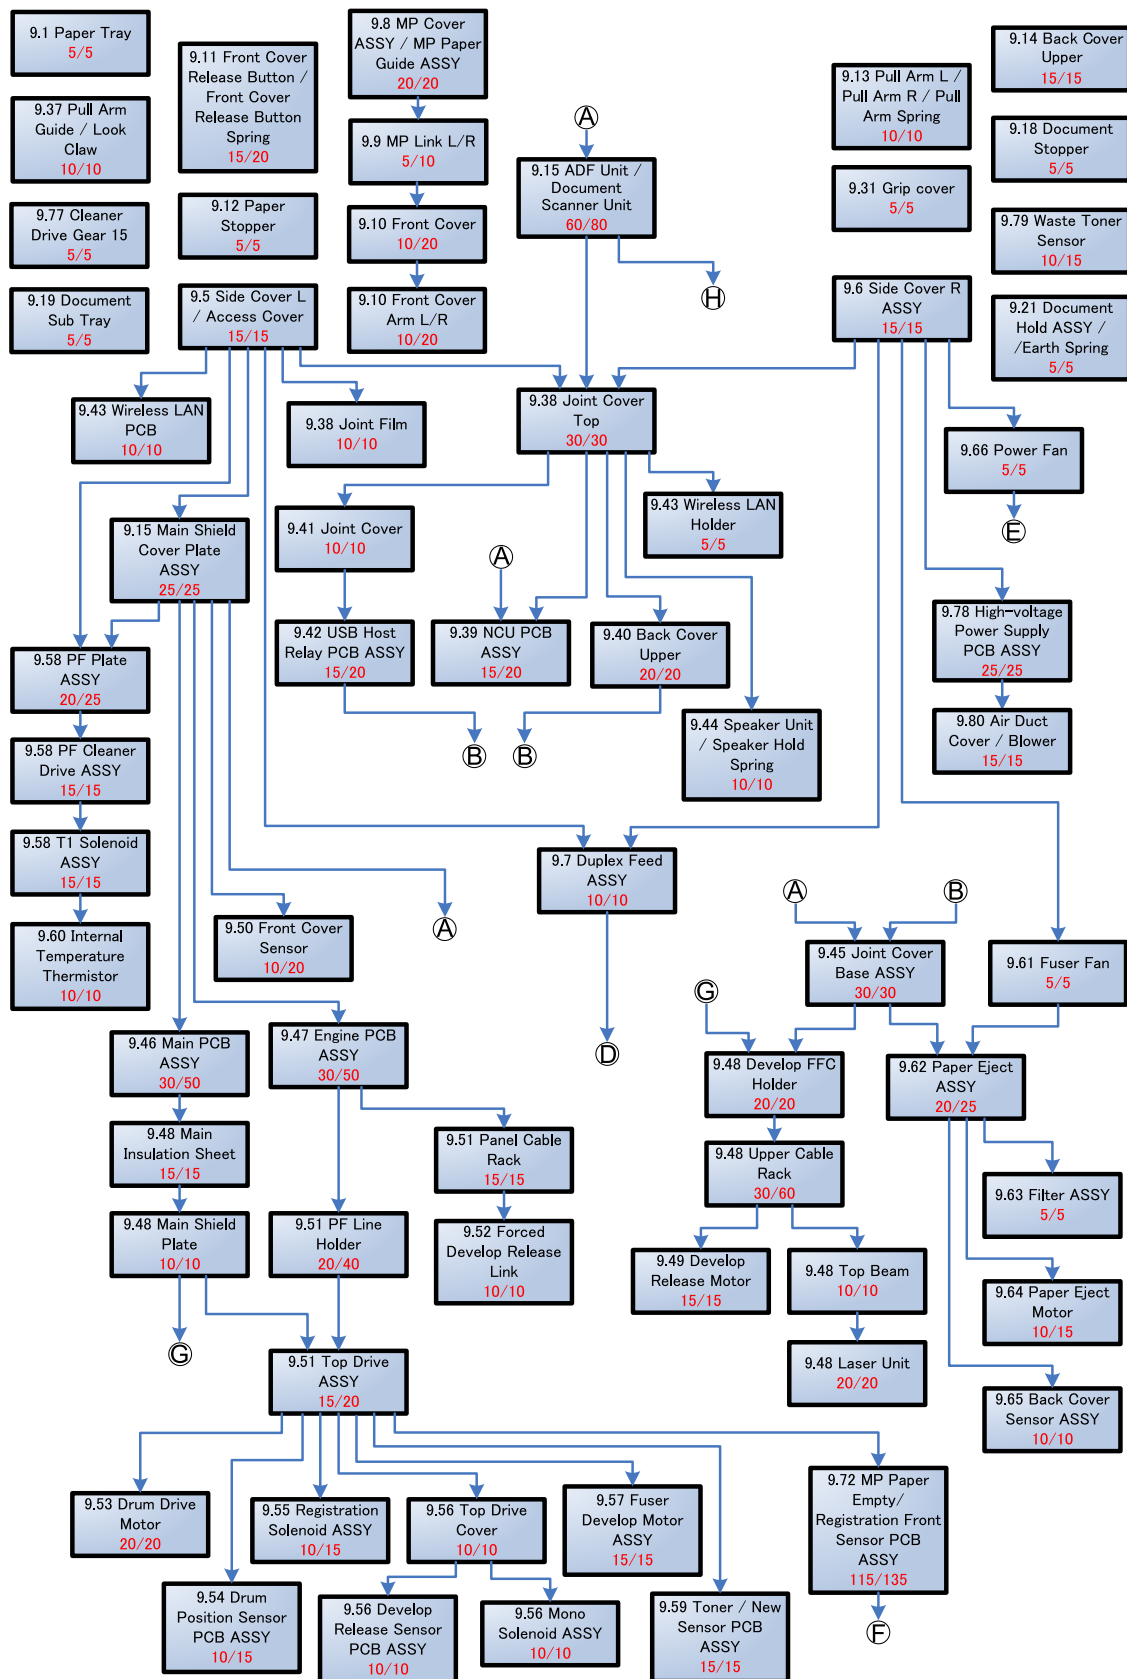 9.1 Paper Tray
5/5
9.11 Front Cover
Release Button /
Front Cover
Release Button
Spring
15/20
9.8 MP Cover
ASSY / MP Paper
Guide ASSY
20/20
9.13 Pull Arm L /
Pull Arm R / Pull
Arm Spring
10/10
9.14 Back Cover
Upper
15/15
9.37 Pull Arm
Guide / Look
Claw
10/10
9.9 MP Link L/R
5/10
A
9.15 ADF Unit /
Document
Scanner Unit
60/80
9.18 Document
Stopper
5/5
9.31 Grip cover
5/5
9.77 Cleaner
Drive Gear 15
5/5
9.12 Paper
Stopper
5/5
9.10 Front Cover
10/20
9.79 Waste Toner
Sensor
10/15
H
9.19 Document
Sub Tray
5/5
9.5 Side Cover L
/ Access Cover
15/15
9.10 Front Cover
Arm L/R
10/20
9.6 Side Cover R
ASSY
15/15
9.21 Document
Hold ASSY /
/Earth Spring
5/5
9.43 Wireless LAN
PCB
10/10
9.38 Joint Film
10/10
9.38 Joint Cover
Top
30/30
9.66 Power Fan
5/5
9.15 Main Shield
Cover Plate
ASSY
25/25
9.41 Joint Cover
10/10
9.43 Wireless LAN
Holder
5/5
E
A
9.58 PF Plate
ASSY
20/25
9.42 USB Host
Relay PCB ASSY
15/20
9.39 NCU PCB
ASSY
15/20
9.40 Back Cover
Upper
20/20
9.78 High-voltage
Power Supply
PCB ASSY
25/25
B
B
9.44 Speaker Unit
/ Speaker Hold
Spring
10/10
9.80 Air Duct
Cover / Blower
15/15
9.58 PF Cleaner
Drive ASSY
15/15
9.58 T1 Solenoid
ASSY
15/15
9.7 Duplex Feed
ASSY
10/10
A
B
9.60 Internal
Temperature
Thermistor
10/10
9.50 Front Cover
Sensor
10/20
A
9.45 Joint Cover
Base ASSY
30/30
9.61 Fuser Fan
5/5
G
D
9.46 Main PCB
ASSY
30/50
9.47 Engine PCB
ASSY
30/50
9.48 Develop FFC
Holder
20/20
9.62 Paper Eject
ASSY
20/25
9.48 Main
Insulation Sheet
15/15
9.51 Panel Cable
Rack
15/15
9.48 Upper Cable
Rack
30/60
9.63 Filter ASSY
5/5
9.48 Main Shield
Plate
10/10
9.51 PF Line
Holder
20/40
9.52 Forced
Develop Release
Link
10/10
9.49 Develop
Release Motor
15/15
9.48 Top Beam
10/10
9.64 Paper Eject
Motor
10/15
G
9.51 Top Drive
ASSY
15/20
9.48 Laser Unit
20/20
9.65 Back Cover
Sensor ASSY
10/10
9.53 Drum Drive
Motor
20/20
9.55 Registration
Solenoid ASSY
10/15
9.56 Top Drive
Cover
10/10
9.57 Fuser
Develop Motor
ASSY
15/15
9.72 MP Paper
Empty/
Registration Front
Sensor PCB
ASSY
115/135
9.54 Drum
Position Sensor
PCB ASSY
10/15
9.56 Develop
Release Sensor
PCB ASSY
10/10
9.56 Mono
Solenoid ASSY
10/10
9.59 Toner / New
Sensor PCB
ASSY
15/15
F